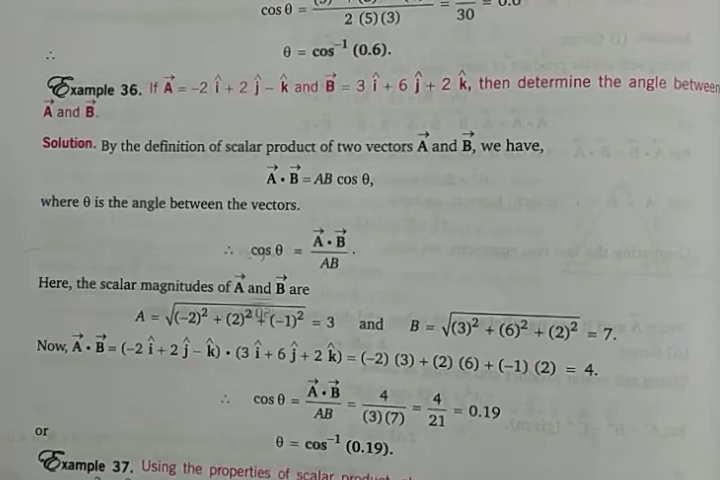 cos θ = / 2 (5)(3) = / 30 = 0.6
∴ θ = cos⁻¹ (0.6).
Example 36. If A⃗ = –2 î + 2 ĵ – k̂ and B⃗ = 3 î + 6 ĵ + 2 k̂, then determine the angle between
A⃗ and B⃗.
Solution. By the definition of scalar product of two vectors A⃗ and B⃗, we have,
A⃗ • B⃗ = AB cos θ,
where θ is the angle between the vectors.
∴ cos θ = A⃗ • B⃗ / AB .
Here, the scalar magnitudes of A⃗ and B⃗ are
A = √(–2)² + (2)² + (–1)² = 3 and B = √(3)² + (6)² + (2)² = 7.
Now, A⃗ • B⃗ = (–2 î + 2 ĵ – k̂) • (3 î + 6 ĵ + 2 k̂) = (–2) (3) + (2) (6) + (–1) (2) = 4.
∴ cos θ = A⃗ • B⃗ / AB = 4 / (3)(7) = 4 / 21 = 0.19
or θ = cos⁻¹ (0.19).
Example 37. Using the properties of scalar product